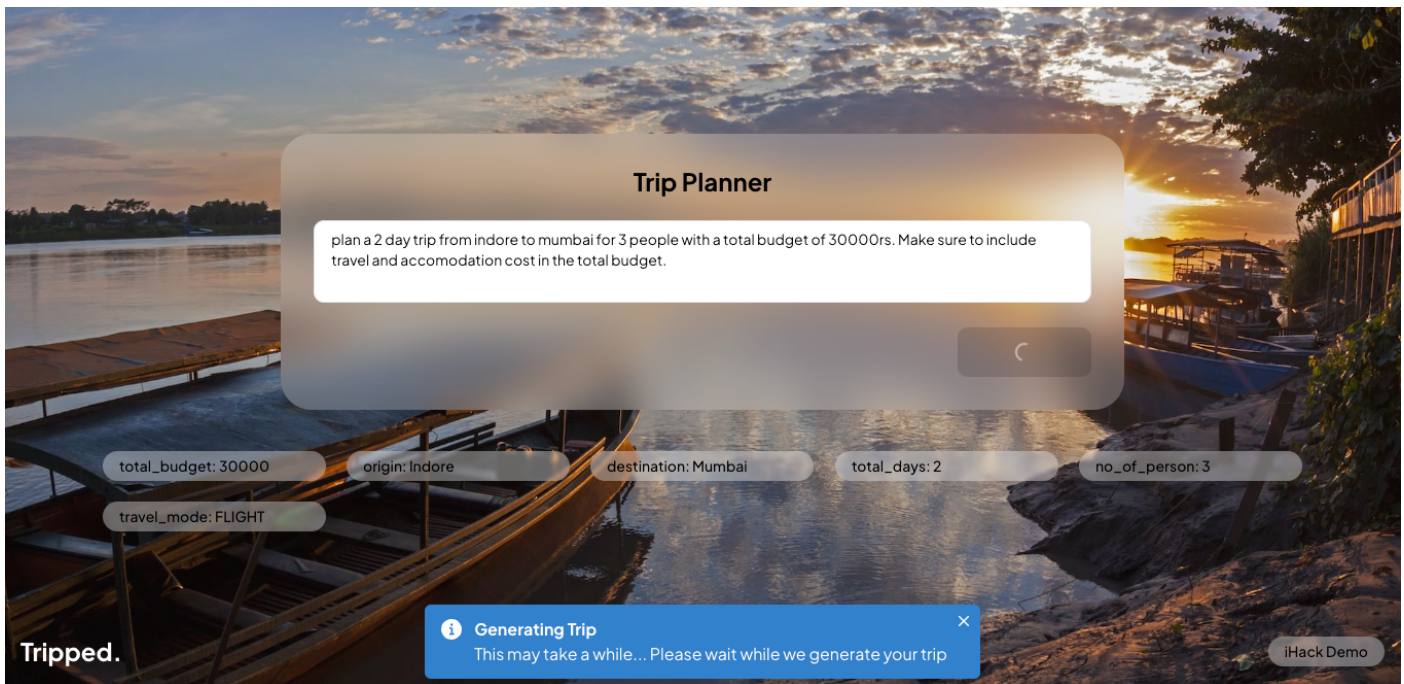 Trip Planner
plan a 2 day trip from indore to mumbai for 3 people with a total budget of 30000rs. Make sure to include
travel and accomodation cost in the total budget.
total_budget: 30000
origin: Indore
destination: Mumbai
total_days: 2
no_of_person: 3
travel_mode: FLIGHT
Generating Trip
This may take a while... Please wait while we generate your trip
Tripped.
iHack Demo